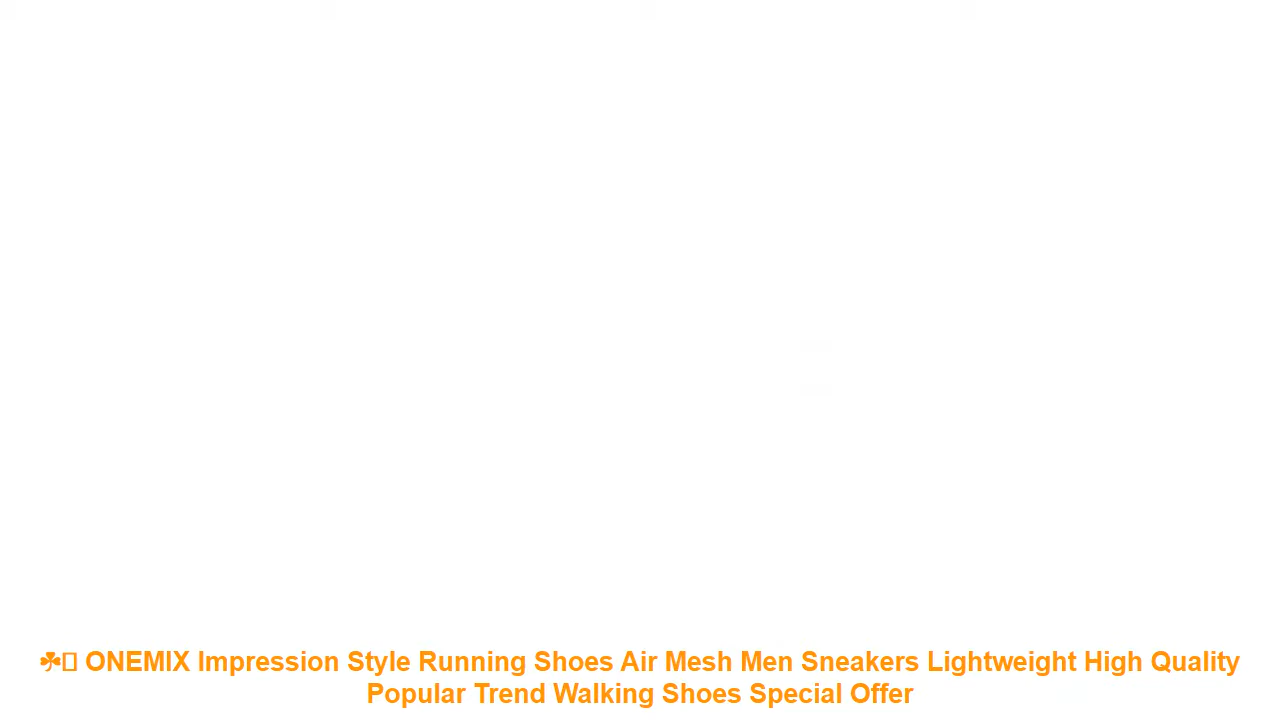 ☘️ ONEMIX Impression Style Running Shoes Air Mesh Men Sneakers Lightweight High Quality
Popular Trend Walking Shoes Special Offer